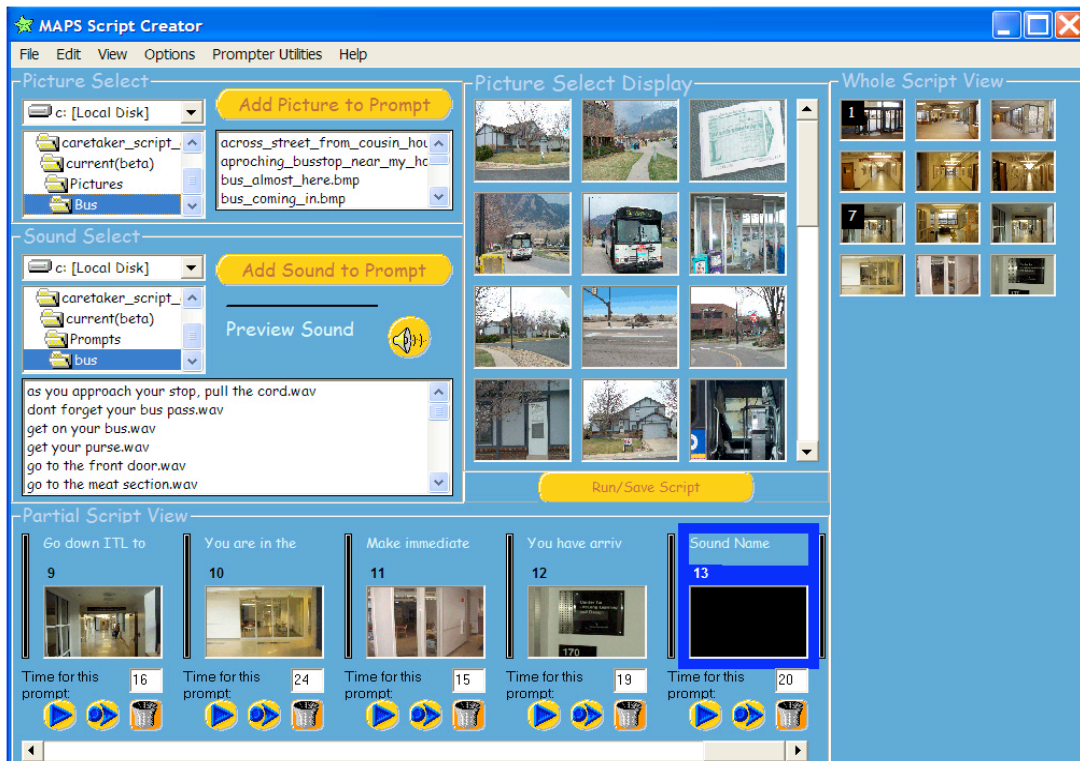 MAPS Script Creator
File Edit View Options Prompter Utilities Help
Picture Select
c: [Local Disk]
caretaker_script_
current(beta)
Pictures
Bus
Add Picture to Prompt
across_street_from_cousin_hou
aproching_busstop_near_my_hc
bus_almost_here.bmp
bus_coming_in.bmp
Sound Select
c: [Local Disk]
caretaker_script_
current(beta)
Prompts
bus
Add Sound to Prompt
Preview Sound
as you approach your stop, pull the cord.wav
dont forget your bus pass.wav
get on your bus.wav
get your purse.wav
go to the front door.wav
go to the meat section.wav
Picture Select Display
Run/Save Script
Whole Script View
1
7
Partial Script View
Go down ITL to
9
Time for this prompt:
16
You are in the
10
Time for this prompt:
24
Make immediate
11
Time for this prompt:
15
You have arriv
12
170
Time for this prompt:
19
Sound Name
13
Time for this prompt:
20